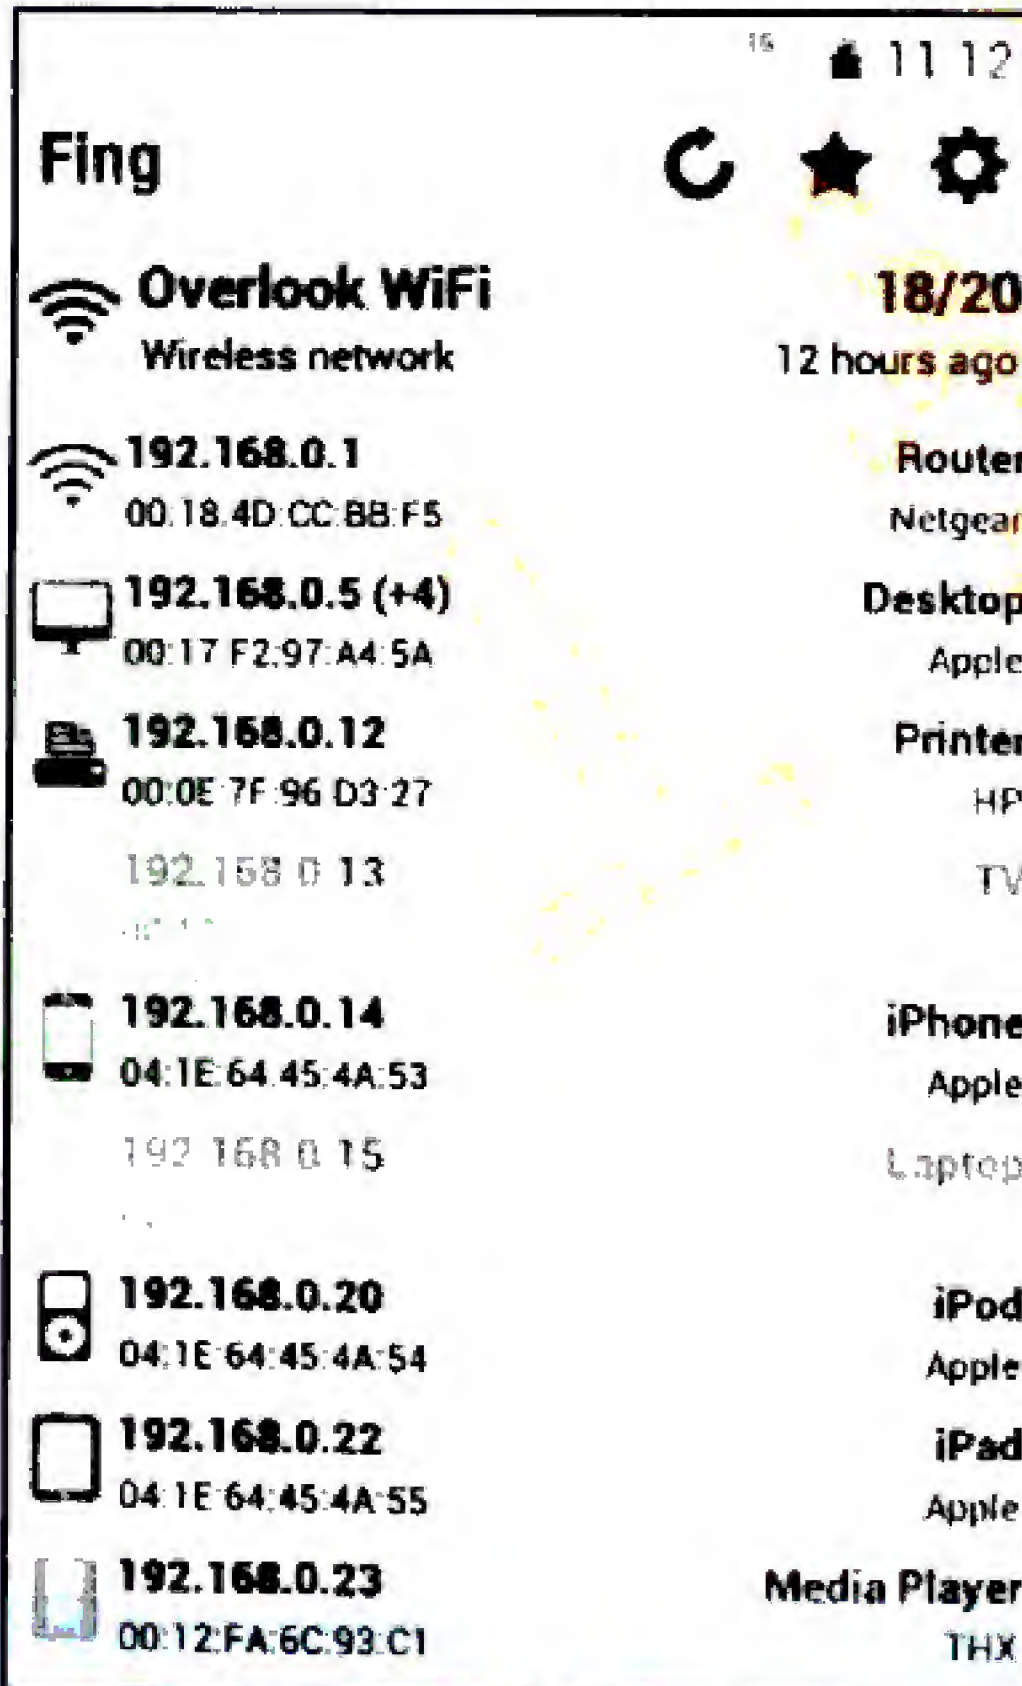 11 12
Fing
Overlook WiFi 18/20
Wireless network 12 hours ago
192.168.0.1 Router
00:18:4D:CC:BB:F5 Netgear
192.168.0.5 (+4) Desktop
00:17:F2:97:A4:5A Apple
192.168.0.12 Printer
00:0E:7F:96:D3:27 HP
192.168.0.13 TV
192.168.0.14 iPhone
04:1E:64:45:4A:53 Apple
192.168.0.15 Laptop
192.168.0.20 iPod
04:1E:64:45:4A:54 Apple
192.168.0.22 iPad
04:1E:64:45:4A:55 Apple
192.168.0.23 Media Player
00:12:FA:6C:93:C1 THX